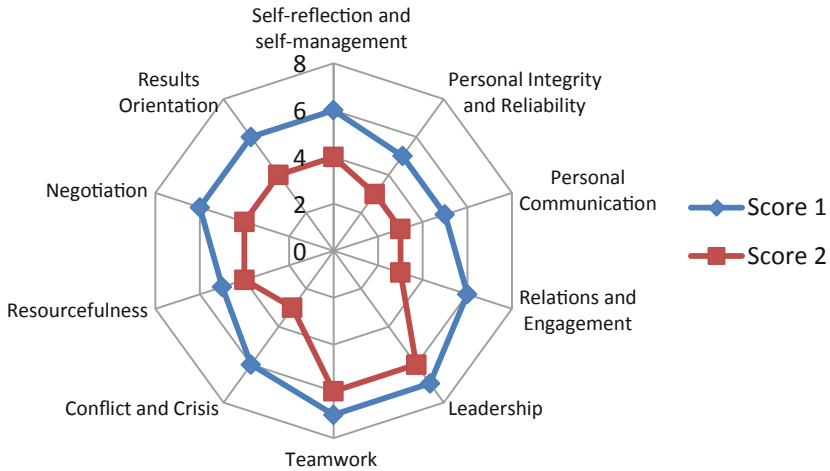 Self-reflection and
self-management
Personal Integrity
and Reliability
Personal
Communication
Relations and
Engagement
Leadership
Teamwork
Conflict and Crisis
Resourcefulness
Negotiation
Results
Orientation
8
6
4
2
0
Score 1
Score 2